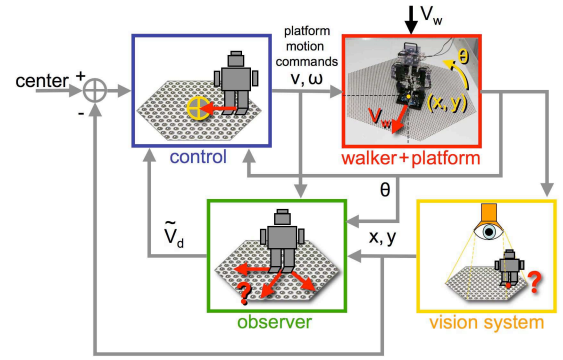 platform
motion
commands
v, ω
V_w
center
+
-
θ
(x, y)
V_w
control
walker+platform
θ
Ṽ_d
x, y
?
?
observer
vision system